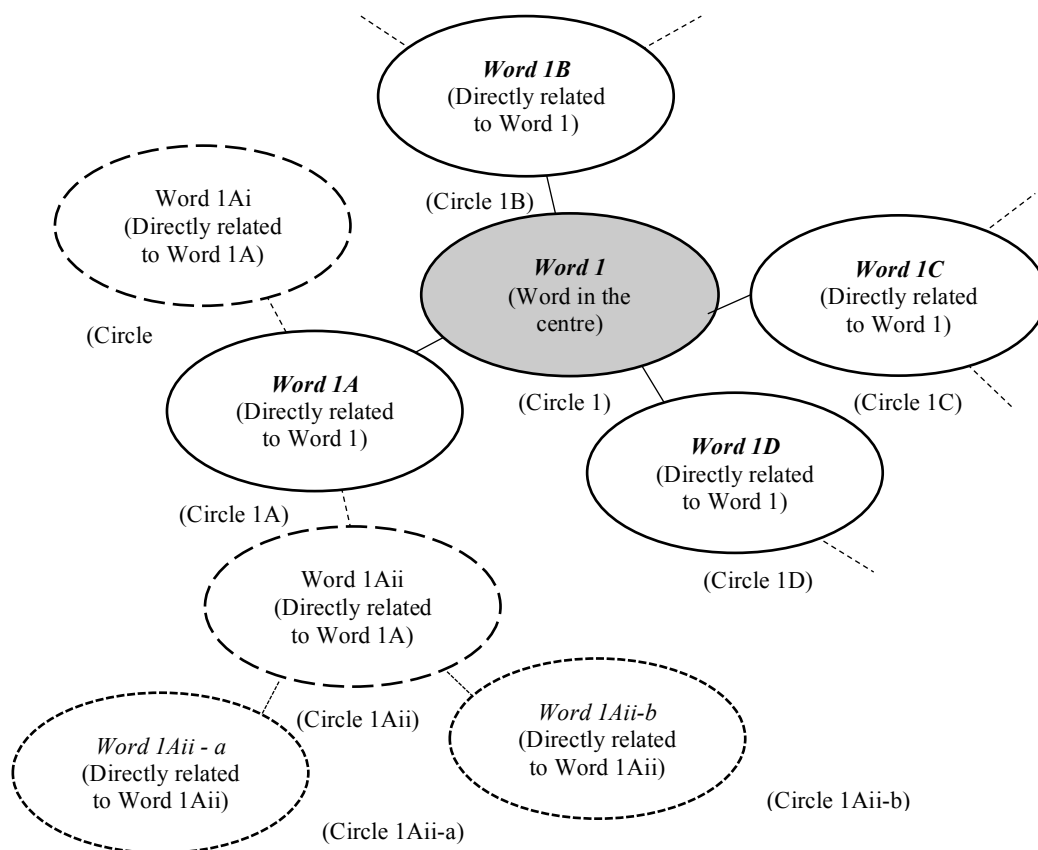 Word 1B
(Directly related
to Word 1)
(Circle 1B)
Word 1Ai
(Directly related
to Word 1A)
(Circle
Word 1
(Word in the
centre)
(Circle 1)
Word 1C
(Directly related
to Word 1)
(Circle 1C)
Word 1A
(Directly related
to Word 1)
(Circle 1A)
Word 1D
(Directly related
to Word 1)
(Circle 1D)
Word 1Aii
(Directly related
to Word 1A)
(Circle 1Aii)
Word 1Aii - a
(Directly related
to Word 1Aii)
(Circle 1Aii-a)
Word 1Aii-b
(Directly related
to Word 1Aii)
(Circle 1Aii-b)